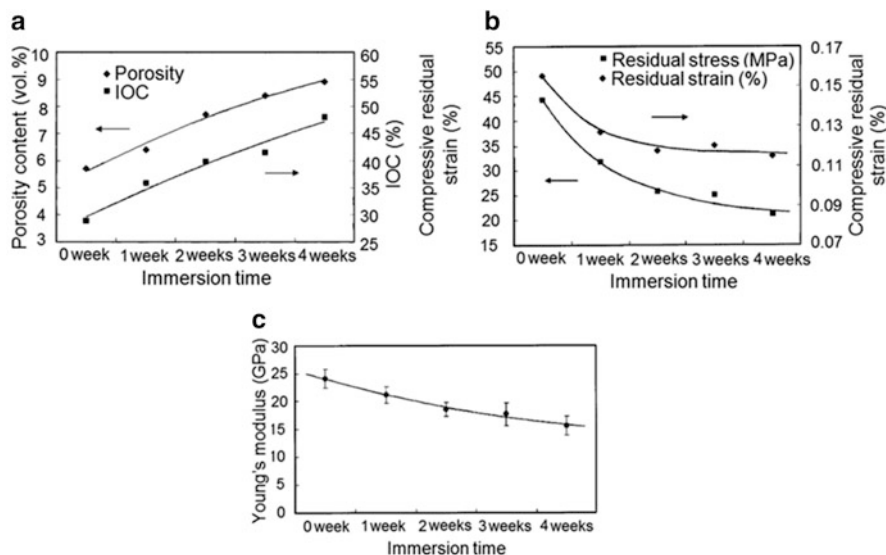 a
Porosity content (vol.%)
10
9
8
7
6
5
4
3
Porosity
IOC
60
55
50
45
40
35
30
25
IOC (%)
0 week 1 week 2 weeks 3 weeks 4 weeks
Immersion time
b
Compressive residual
strain (%)
55
50
45
40
35
30
25
20
15
Residual stress (MPa)
Residual strain (%)
0.17
0.15
0.13
0.11
0.09
0.07
Compressive residual
strain (%)
0 week 1 week 2 weeks 3 weeks 4 weeks
Immersion time
c
Young's modulus (GPa)
30
25
20
15
10
5
0
0 week 1 week 2 weeks 3 weeks 4 weeks
Immersion time